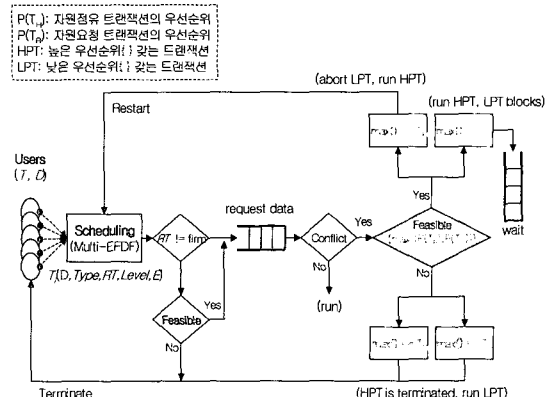 P(T_H): 자원점유 트랜잭션의 우선순위
P(T_R): 자원요청 트랜잭션의 우선순위
HPT: 높은 우선순위 갖는 트랜잭션
LPT: 낮은 우선순위 갖는 트랜잭션
(abort LPT, run HPT)
(run HPT, LPT blocks)
Restart
Users
(T, D)
Scheduling
(Multi-EFDF)
RT != firm
request data
Conflict
Yes
Feasible
Yes
wait
T(D, Type, RT, Level, E)
No
(run)
No
Feasible
Yes
No
Terminate
(HPT is terminated, run LPT)